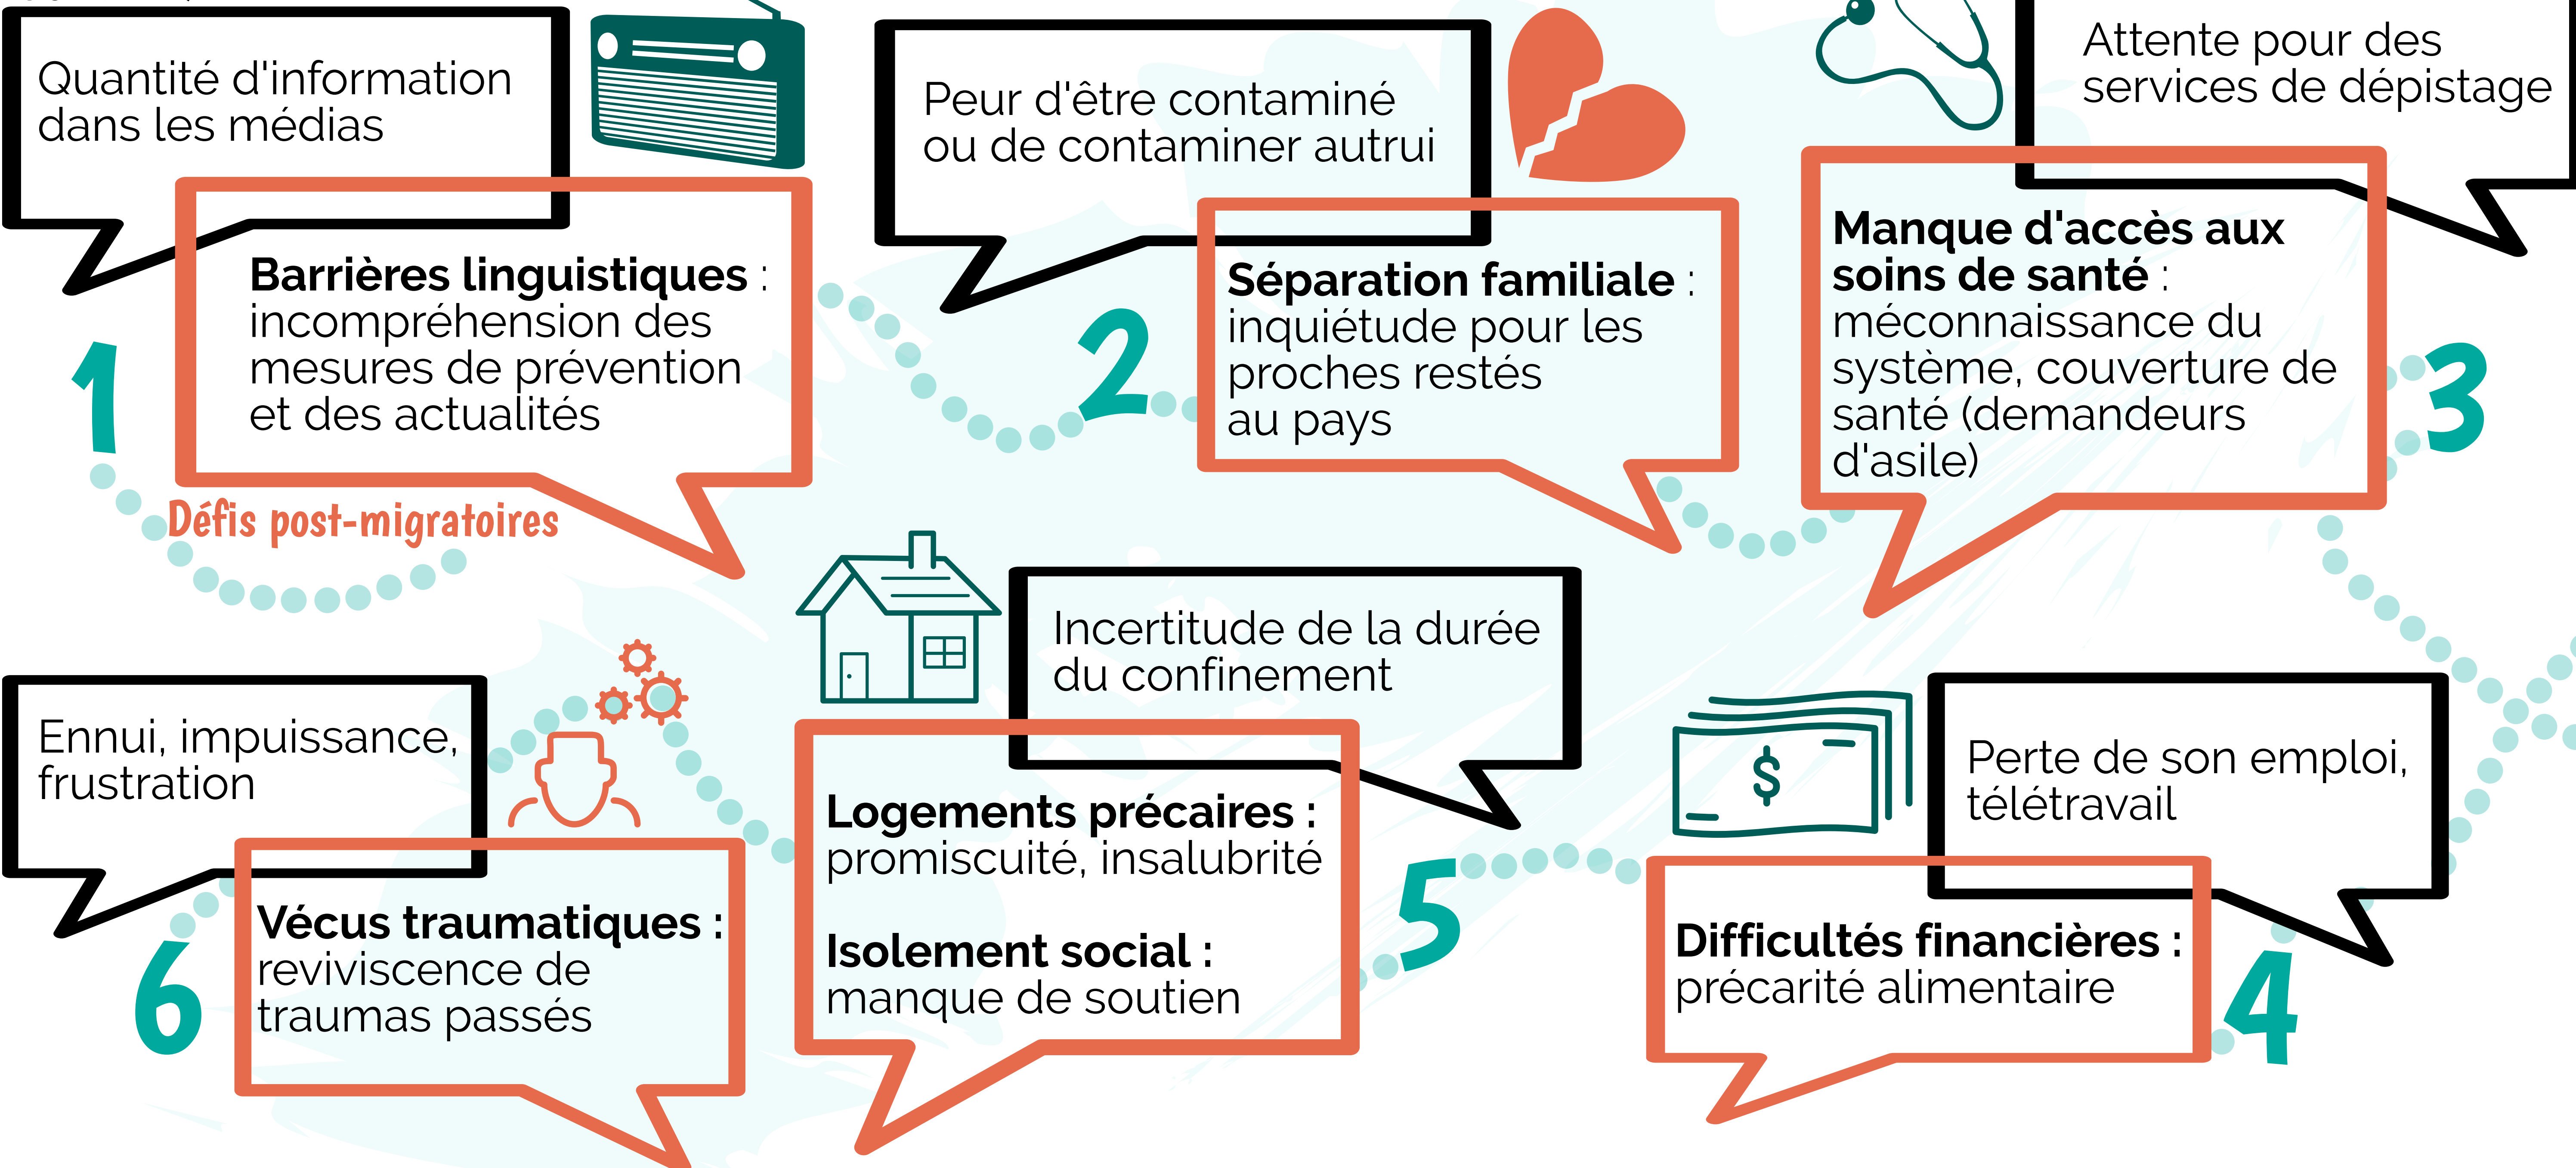 Quantité d'information
dans les médias
Barrières linguistiques :
incompréhension des
mesures de prévention
et des actualités
1
Défis post-migratoires
Peur d'être contaminé
ou de contaminer autrui
Séparation familiale :
inquiétude pour les
proches restés
au pays
2
Attente pour des
services de dépistage
Manque d'accès aux
soins de santé :
méconnaissance du
système, couverture de
santé (demandeurs
d'asile)
3
Perte de son emploi,
télétravail
$
Difficultés financières :
précarité alimentaire
4
Incertitude de la durée
du confinement
Logements précaires :
promiscuité, insalubrité
Isolement social :
manque de soutien
5
Ennui, impuissance,
frustration
Vécus traumatiques :
reviviscence de
traumas passés
6